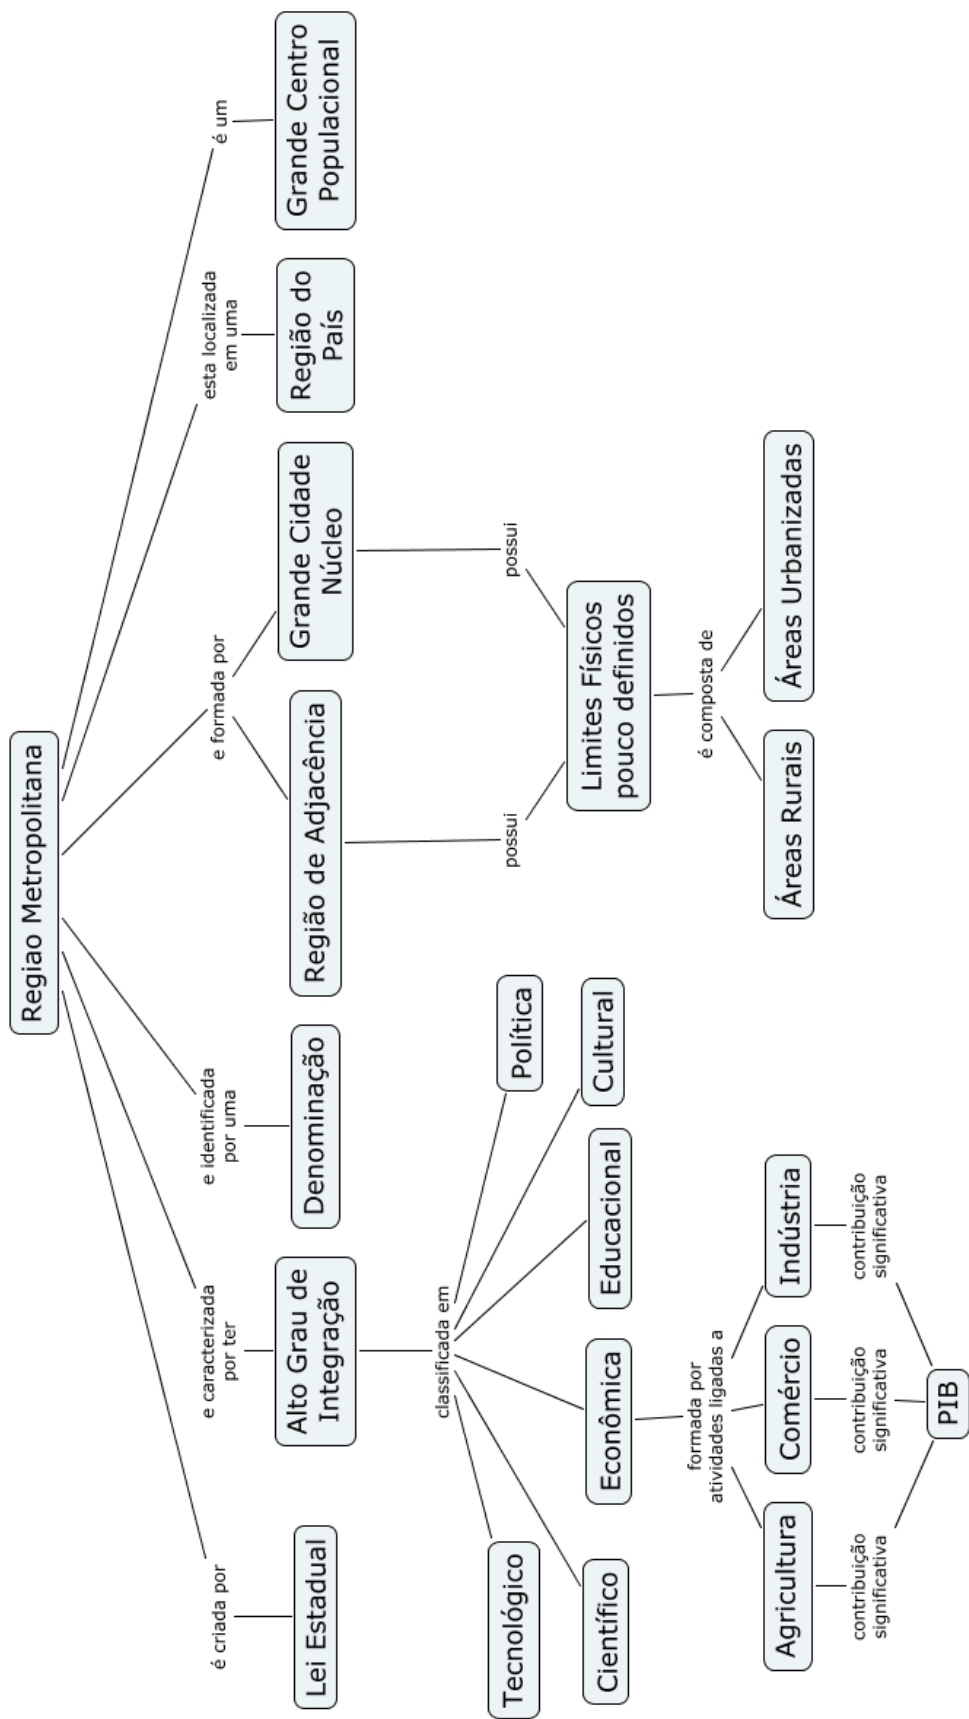 Regiao Metropolitana
é criada por
e caracterizada
por ter
e identificada
por uma
e formada por
esta localizada
em uma
é um
Lei Estadual
Alto Grau de
Integração
Denominação
Região de Adjacência
Grande Cidade
Núcleo
Região do
País
Grande Centro
Populacional
classificada em
possui
possui
Tecnológico
Política
Científico
Econômica
Educacional
Cultural
Limites Físicos
pouco definidos
formada por
atividades ligadas a
é composta de
Agricultura
Comércio
Indústria
Áreas Rurais
Áreas Urbanizadas
contribuição
significativa
contribuição
significativa
contribuição
significativa
PIB